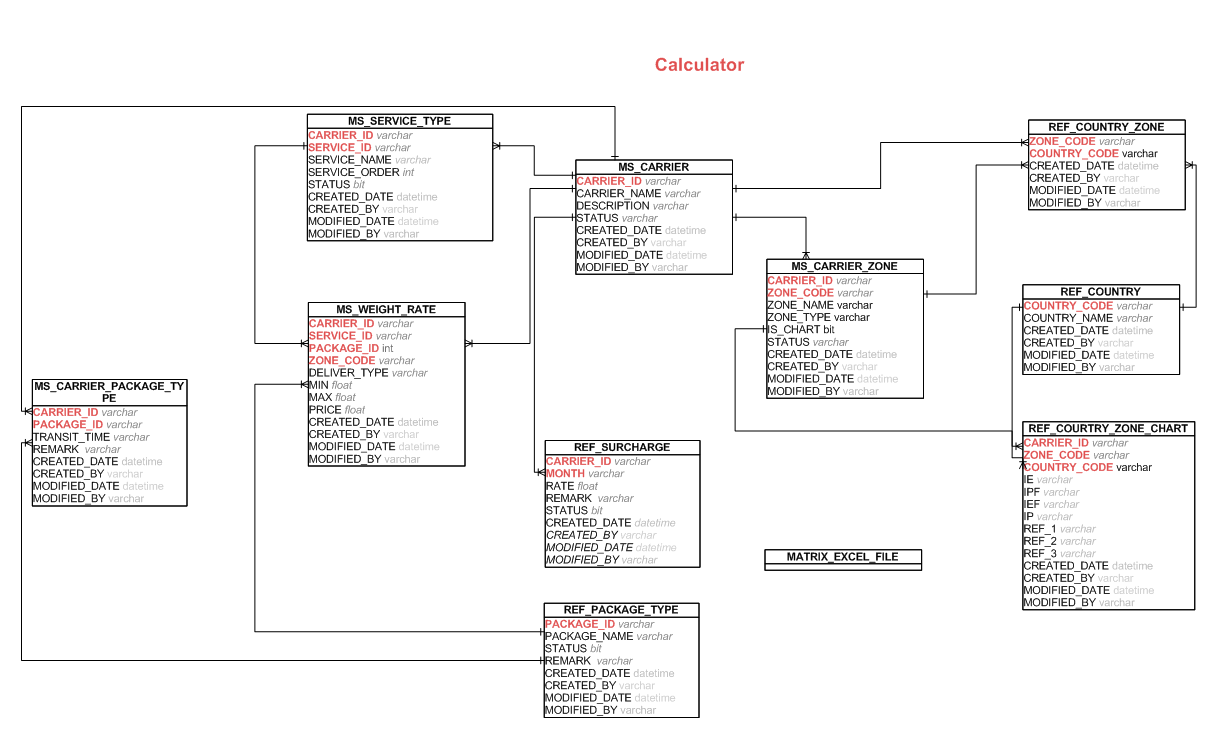 Calculator
MS_SERVICE_TYPE
CARRIER_ID varchar
SERVICE_ID varchar
SERVICE_NAME varchar
SERVICE_ORDER int
STATUS bit
CREATED_DATE datetime
CREATED_BY varchar
MODIFIED_DATE datetime
MODIFIED_BY varchar
MS_CARRIER
CARRIER_ID varchar
CARRIER_NAME varchar
DESCRIPTION varchar
STATUS varchar
CREATED_DATE datetime
CREATED_BY varchar
MODIFIED_DATE datetime
MODIFIED_BY varchar
REF_COUNTRY_ZONE
ZONE_CODE varchar
COUNTRY_CODE varchar
CREATED_DATE datetime
CREATED_BY varchar
MODIFIED_DATE datetime
MODIFIED_BY varchar
MS_CARRIER_ZONE
CARRIER_ID varchar
ZONE_CODE varchar
ZONE_NAME varchar
ZONE_TYPE varchar
IS_CHART bit
STATUS varchar
CREATED_DATE datetime
CREATED_BY varchar
MODIFIED_DATE datetime
MODIFIED_BY varchar
REF_COUNTRY
COUNTRY_CODE varchar
COUNTRY_NAME varchar
CREATED_DATE datetime
CREATED_BY varchar
MODIFIED_DATE datetime
MODIFIED_BY varchar
MS_WEIGHT_RATE
CARRIER_ID varchar
SERVICE_ID varchar
PACKAGE_ID int
ZONE_CODE varchar
DELIVER_TYPE varchar
MIN float
MAX float
PRICE float
CREATED_DATE datetime
CREATED_BY varchar
MODIFIED_DATE datetime
MODIFIED_BY varchar
MS_CARRIER_PACKAGE_TY
PE
CARRIER_ID varchar
PACKAGE_ID varchar
TRANSIT_TIME varchar
REMARK varchar
CREATED_DATE datetime
CREATED_BY varchar
MODIFIED_DATE datetime
MODIFIED_BY varchar
REF_SURCHARGE
CARRIER_ID varchar
MONTH varchar
RATE float
REMARK varchar
STATUS bit
CREATED_DATE datetime
CREATED_BY varchar
MODIFIED_DATE datetime
MODIFIED_BY varchar
REF_COURTRY_ZONE_CHART
CARRIER_ID varchar
ZONE_CODE varchar
COUNTRY_CODE varchar
IE varchar
IPF varchar
IEF varchar
IP varchar
REF_1 varchar
REF_2 varchar
REF_3 varchar
CREATED_DATE datetime
CREATED_BY varchar
MODIFIED_DATE datetime
MODIFIED_BY varchar
MATRIX_EXCEL_FILE
REF_PACKAGE_TYPE
PACKAGE_ID varchar
PACKAGE_NAME varchar
STATUS bit
REMARK varchar
CREATED_DATE datetime
CREATED_BY varchar
MODIFIED_DATE datetime
MODIFIED_BY varchar